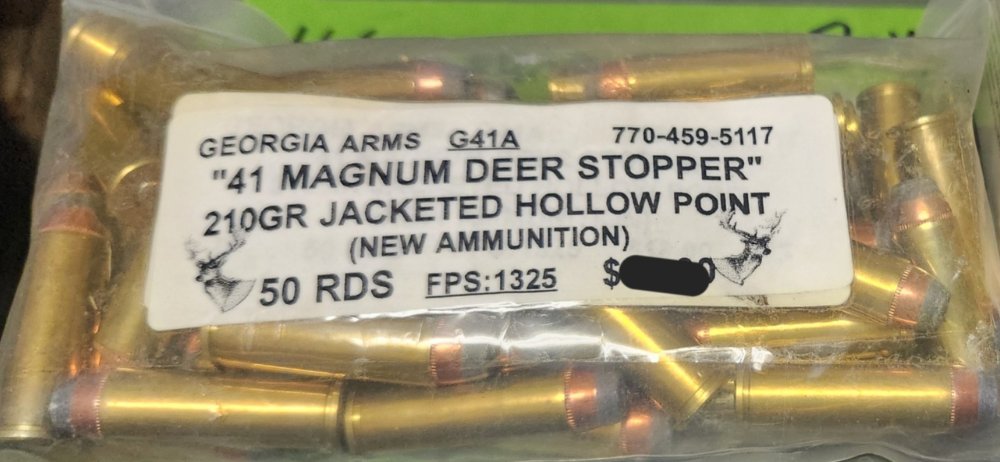 GEORGIA ARMS G41A 770-459-5117
"41 MAGNUM DEER STOPPER"
210GR JACKETED HOLLOW POINT
(NEW AMMUNITION)
50 RDS FPS:1325 $